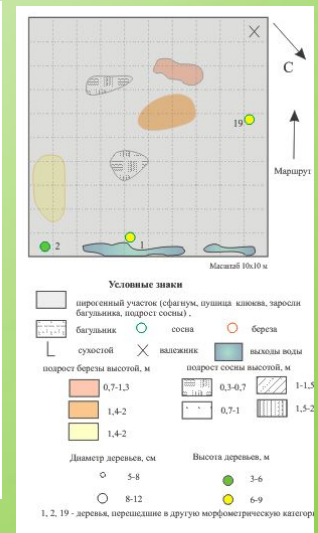 С
19
Маршрут
2
1
Масштаб 10х10 м
Условные знаки
пирогенный участок (сфагнум, пушица клюква, заросли
багульника, подрост сосны) ,
багульник сосна береза
сухостой валежник выходы воды
подрост березы высотой, м подрост сосны высотой, м
0,7-1,3 0,3-0,7 1-1,5
1,4-2 0,7-1 1,5-2
1,4-2
Диаметр деревьев, см Высота деревьев, м
5-8 3-6
8-12 6-9
1, 2, 19 - деревья, перешедшие в другую морфометрическую категор